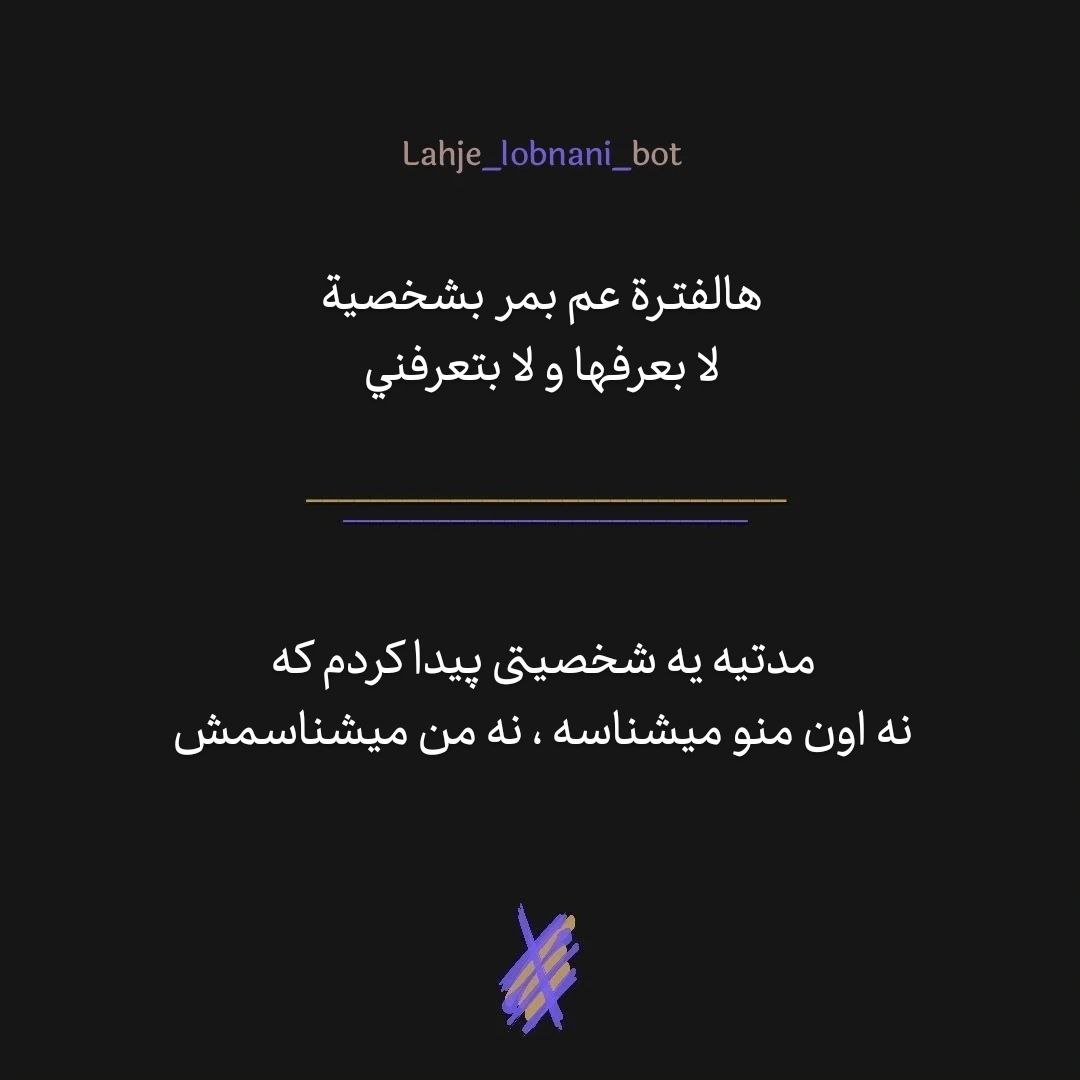 Lahje_lobnani_bot
هالفترة عم بمر بشخصية
لا بعرفها و لا بتعرفني
مدتیه یه شخصیتی پیدا کردم که
نه اون منو میشناسه ، نه من میشناسمش